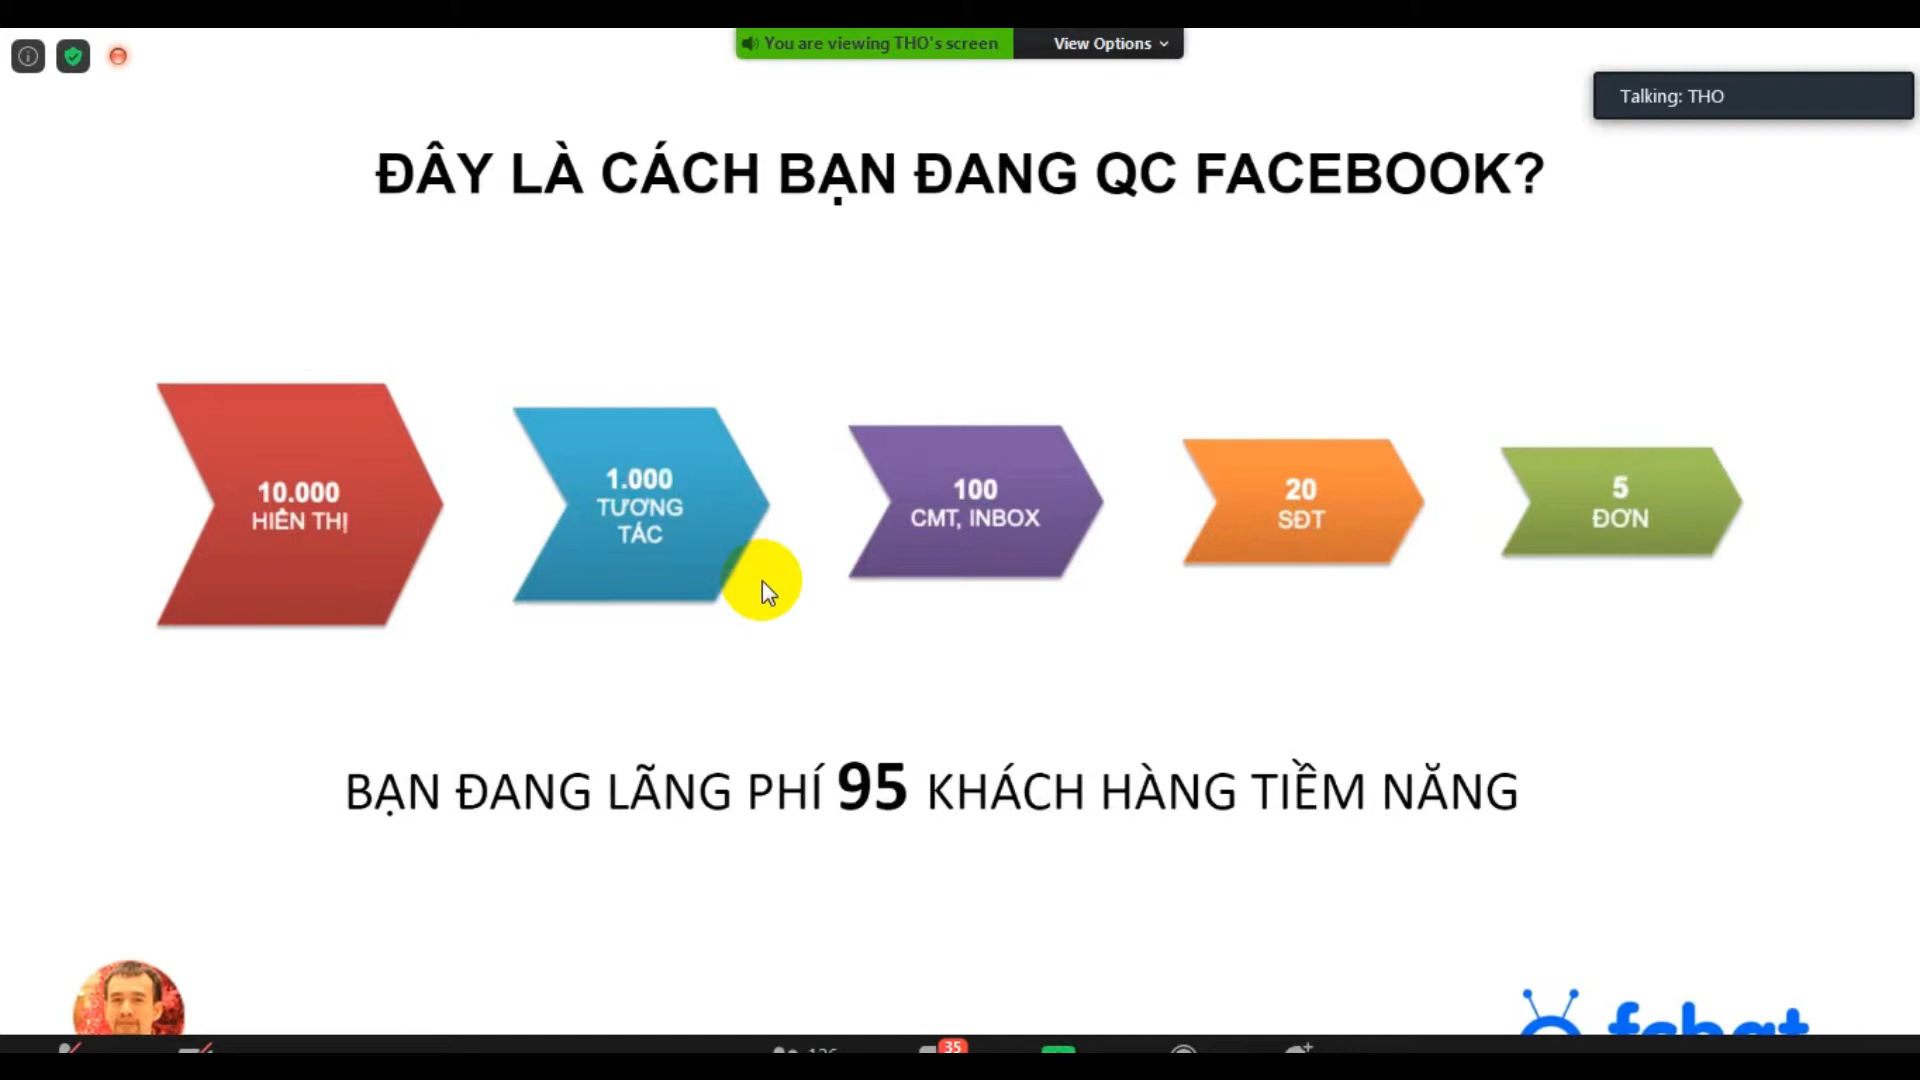 You are viewing THO's screen
View Options
Talking: THO
ĐÂY LÀ CÁCH BẠN ĐANG QC FACEBOOK?
10.000
HIỂN THỊ
1.000
TƯƠNG
TÁC
100
CMT, INBOX
20
SĐT
5
ĐƠN
BẠN ĐANG LÃNG PHÍ 95 KHÁCH HÀNG TIỀM NĂNG
fchat
35